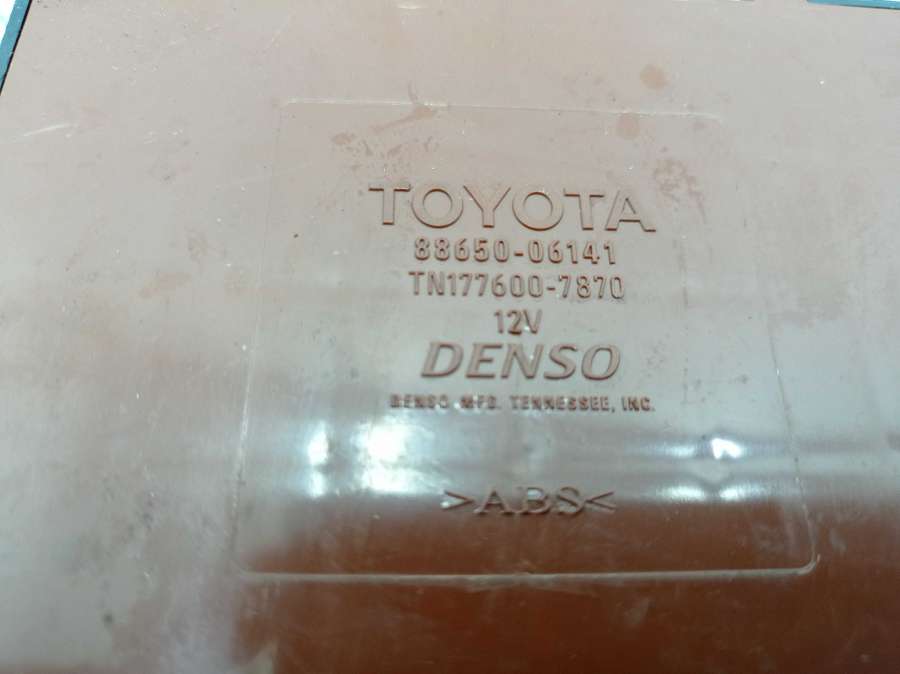 TOYOTA
88650-06141
TN177600-7870
12V
DENSO
DENSO MFG. TENNESSEE, INC.
>ABS<